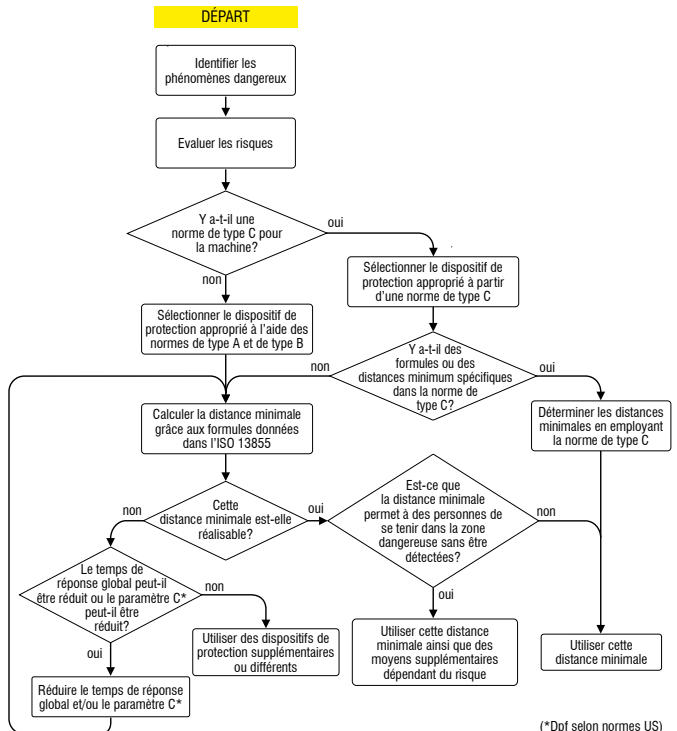 DÉPART
Identifier les
phénomènes dangereux
Evaluer les risques
Y a-t-il une
norme de type C pour
la machine?
oui
non
Sélectionner le dispositif de
protection approprié à partir
d'une norme de type C
Sélectionner le dispositif de
protection approprié à l'aide des
normes de type A et de type B
Y a-t-il des
formules ou des
distances minimum spécifiques
dans la norme de
type C?
non
oui
Calculer la distance minimale
grâce aux formules données
dans l'ISO 13855
Déterminer les distances
minimales en employant
la norme de type C
Cette
distance minimale est-elle
réalisable?
non
oui
Est-ce que
la distance minimale
permet à des personnes de
se tenir dans la zone
dangereuse sans être
détectées?
non
oui
Le temps de
réponse global peut-il
être réduit ou le paramètre C*
peut-il être
réduit?
non
oui
Utiliser des dispositifs de
protection supplémentaires
ou différents
Utiliser cette distance
minimale ainsi que des
moyens supplémentaires
dépendant du risque
Utiliser cette
distance minimale
Réduire le temps de réponse
global et/ou le paramètre C*
(*Dpf selon normes US)